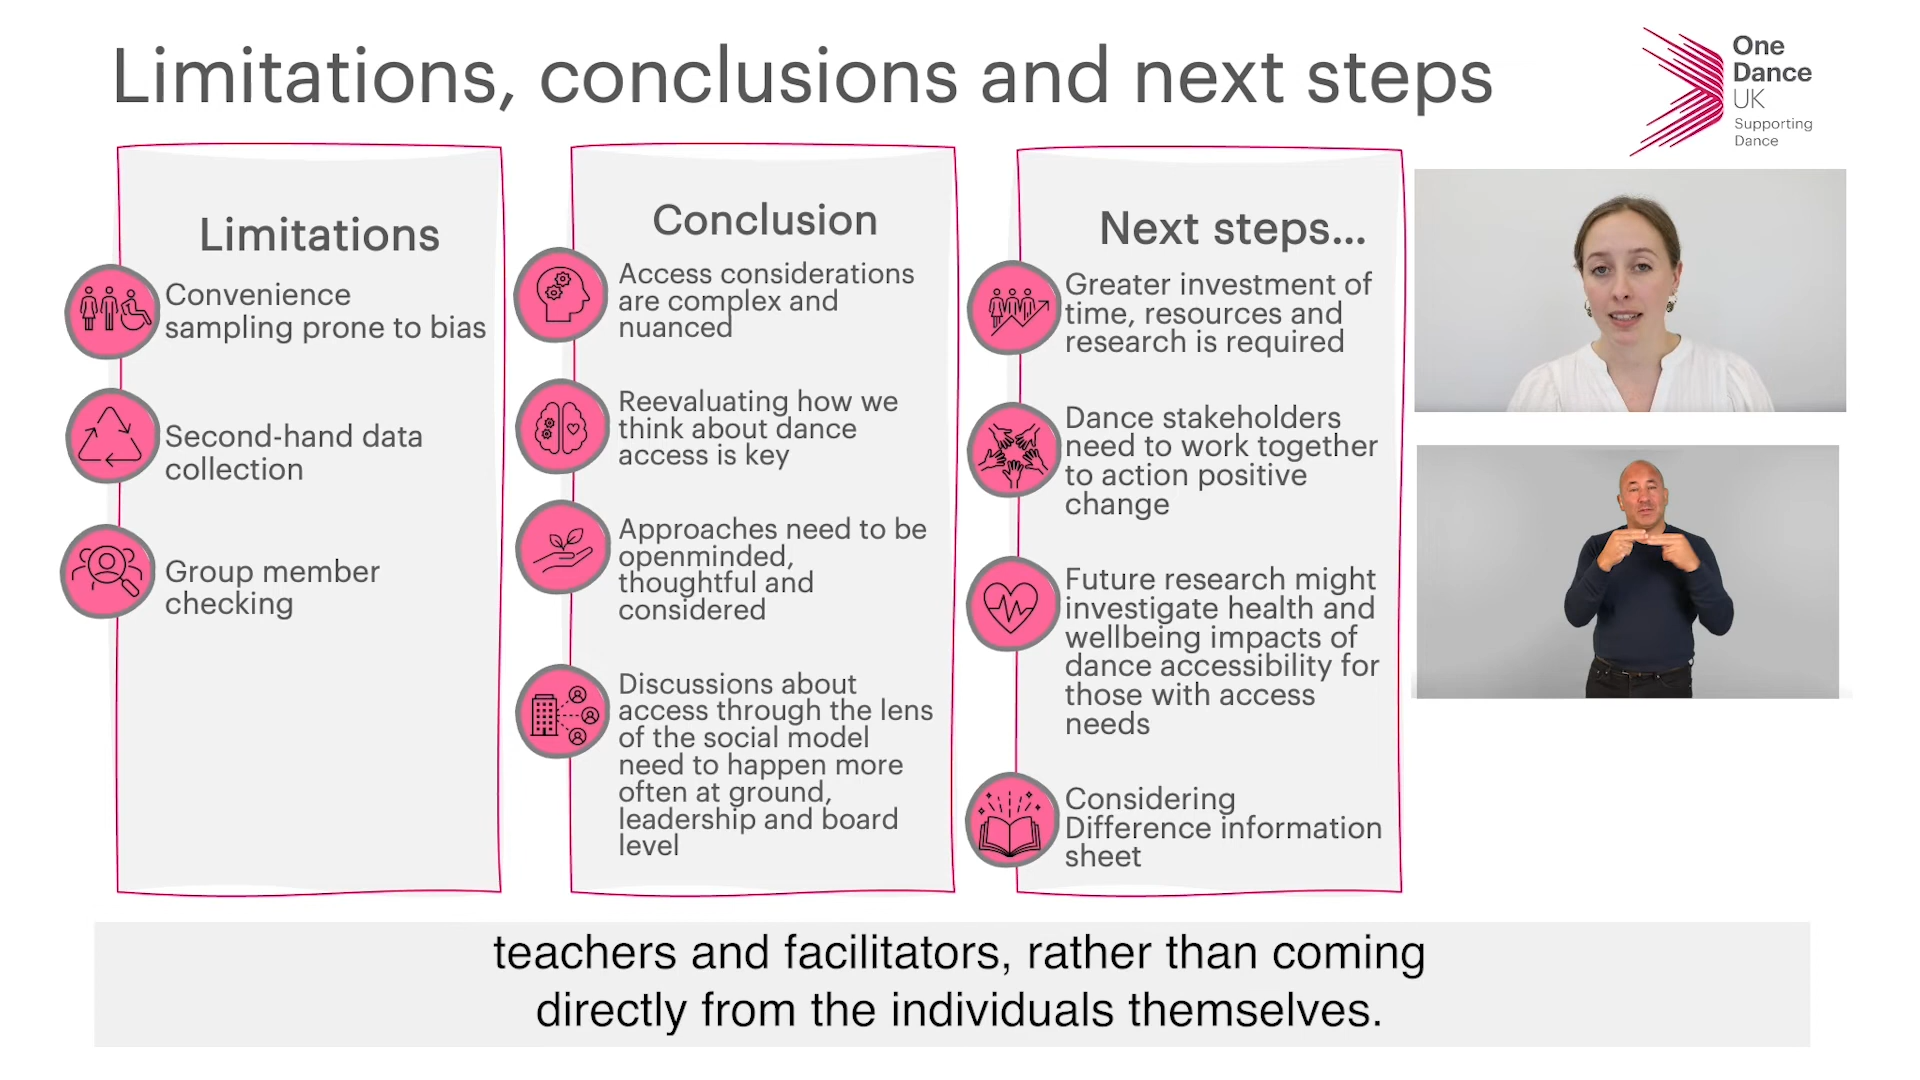 Limitations, conclusions and next steps
One
Dance
UK
Supporting
Dance
Limitations
Convenience
sampling prone to bias
Second-hand data
collection
Group member
checking
Conclusion
Access considerations
are complex and
nuanced
Reevaluating how we
think about dance
access is key
Approaches need to be
openminded,
thoughtful and
considered
Discussions about
access through the lens
of the social model
need to happen more
often at ground,
leadership and board
level
Next steps...
Greater investment of
time, resources and
research is required
Dance stakeholders
need to work together
to action positive
change
Future research might
investigate health and
wellbeing impacts of
dance accessibility for
those with access
needs
Considering
Difference information
sheet
teachers and facilitators, rather than coming
directly from the individuals themselves.